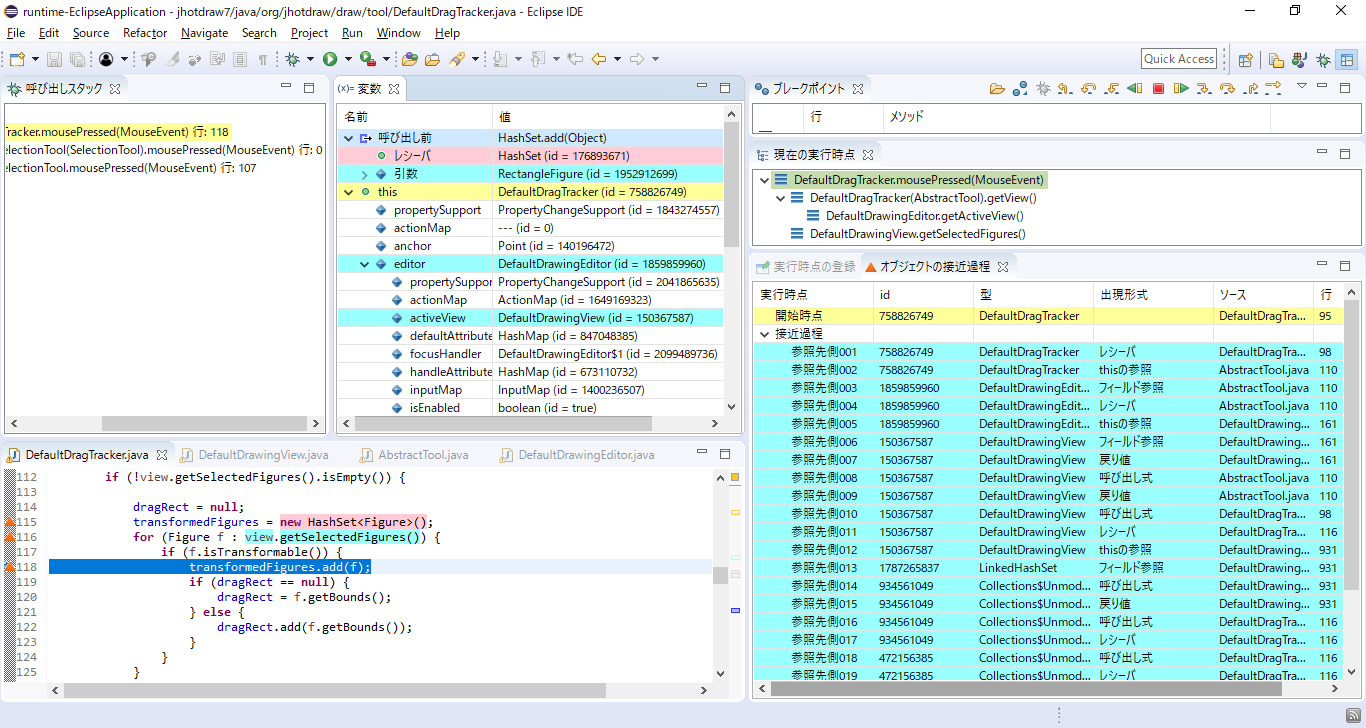 runtime-EclipseApplication - jhotdraw7/java/org/jhotdraw/draw/tool/DefaultDragTracker.java - Eclipse IDE
File Edit Source Refactor Navigate Search Project Run Window Help
Quick Access
呼び出しスタック
Tracker.mousePressed(MouseEvent) 行: 118
electionTool(SelectionTool).mousePressed(MouseEvent) 行: 0
electionTool.mousePressed(MouseEvent) 行: 107
(x)= 変数
名前 値
呼び出し前 HashSet.add(Object)
レシーバ HashSet (id = 176893671)
引数 RectangleFigure (id = 1952912699)
this DefaultDragTracker (id = 758826749)
propertySupport PropertyChangeSupport (id = 1843274557)
actionMap --- (id = 0)
anchor Point (id = 140196472)
editor DefaultDrawingEditor (id = 1859859960)
propertySuppor PropertyChangeSupport (id = 2041865635)
actionMap ActionMap (id = 1649169323)
activeView DefaultDrawingView (id = 150367587)
defaultAttribute HashMap (id = 847048385)
focusHandler DefaultDrawingEditor$1 (id = 2099489736)
handleAttribute HashMap (id = 673110732)
inputMap InputMap (id = 1400236507)
isEnabled boolean (id = true)
ブレークポイント
行 メソッド
現在の実行時点
DefaultDragTracker.mousePressed(MouseEvent)
DefaultDragTracker(AbstractTool).getView()
DefaultDrawingEditor.getActiveView()
DefaultDrawingView.getSelectedFigures()
実行時点の登録 オブジェクトの接近過程
実行時点 id 型 出現形式 ソース 行
開始時点 758826749 DefaultDragTracker DefaultDragTra... 95
接近過程
参照先側001 758826749 DefaultDragTracker レシーバ DefaultDragTra... 98
参照先側002 758826749 DefaultDragTracker thisの参照 AbstractTool.java 110
参照先側003 1859859960 DefaultDrawingEdit... フィールド参照 AbstractTool.java 110
参照先側004 1859859960 DefaultDrawingEdit... レシーバ AbstractTool.java 110
参照先側005 1859859960 DefaultDrawingEdit... thisの参照 DefaultDrawing... 161
参照先側006 150367587 DefaultDrawingView フィールド参照 DefaultDrawing... 161
参照先側007 150367587 DefaultDrawingView 戻り値 DefaultDrawing... 161
参照先側008 150367587 DefaultDrawingView 呼び出し式 AbstractTool.java 110
参照先側009 150367587 DefaultDrawingView 戻り値 AbstractTool.java 110
参照先側010 150367587 DefaultDrawingView 呼び出し式 DefaultDragTra... 98
参照先側011 150367587 DefaultDrawingView レシーバ DefaultDragTra... 116
参照先側012 150367587 DefaultDrawingView thisの参照 DefaultDrawing... 931
参照先側013 1787265837 LinkedHashSet フィールド参照 DefaultDrawing... 931
参照先側014 934561049 Collections$Unmod... 呼び出し式 DefaultDrawing... 931
参照先側015 934561049 Collections$Unmod... 戻り値 DefaultDrawing... 931
参照先側016 934561049 Collections$Unmod... 呼び出し式 DefaultDragTra... 116
参照先側017 934561049 Collections$Unmod... レシーバ DefaultDragTra... 116
参照先側018 472156385 Collections$Unmod... 呼び出し式 DefaultDragTra... 116
参照先側019 472156385 Collections$Unmod... レシーバ DefaultDragTra... 116
DefaultDragTracker.java DefaultDrawingView.java AbstractTool.java DefaultDrawingEditor.java
112 if (!view.getSelectedFigures().isEmpty()) {
113
114 dragRect = null;
115 transformedFigures = new HashSet<Figure>();
116 for (Figure f : view.getSelectedFigures()) {
117 if (f.isTransformable()) {
118 transformedFigures.add(f);
119 if (dragRect == null) {
120 dragRect = f.getBounds();
121 } else {
122 dragRect.add(f.getBounds());
123 }
124 }
125 }